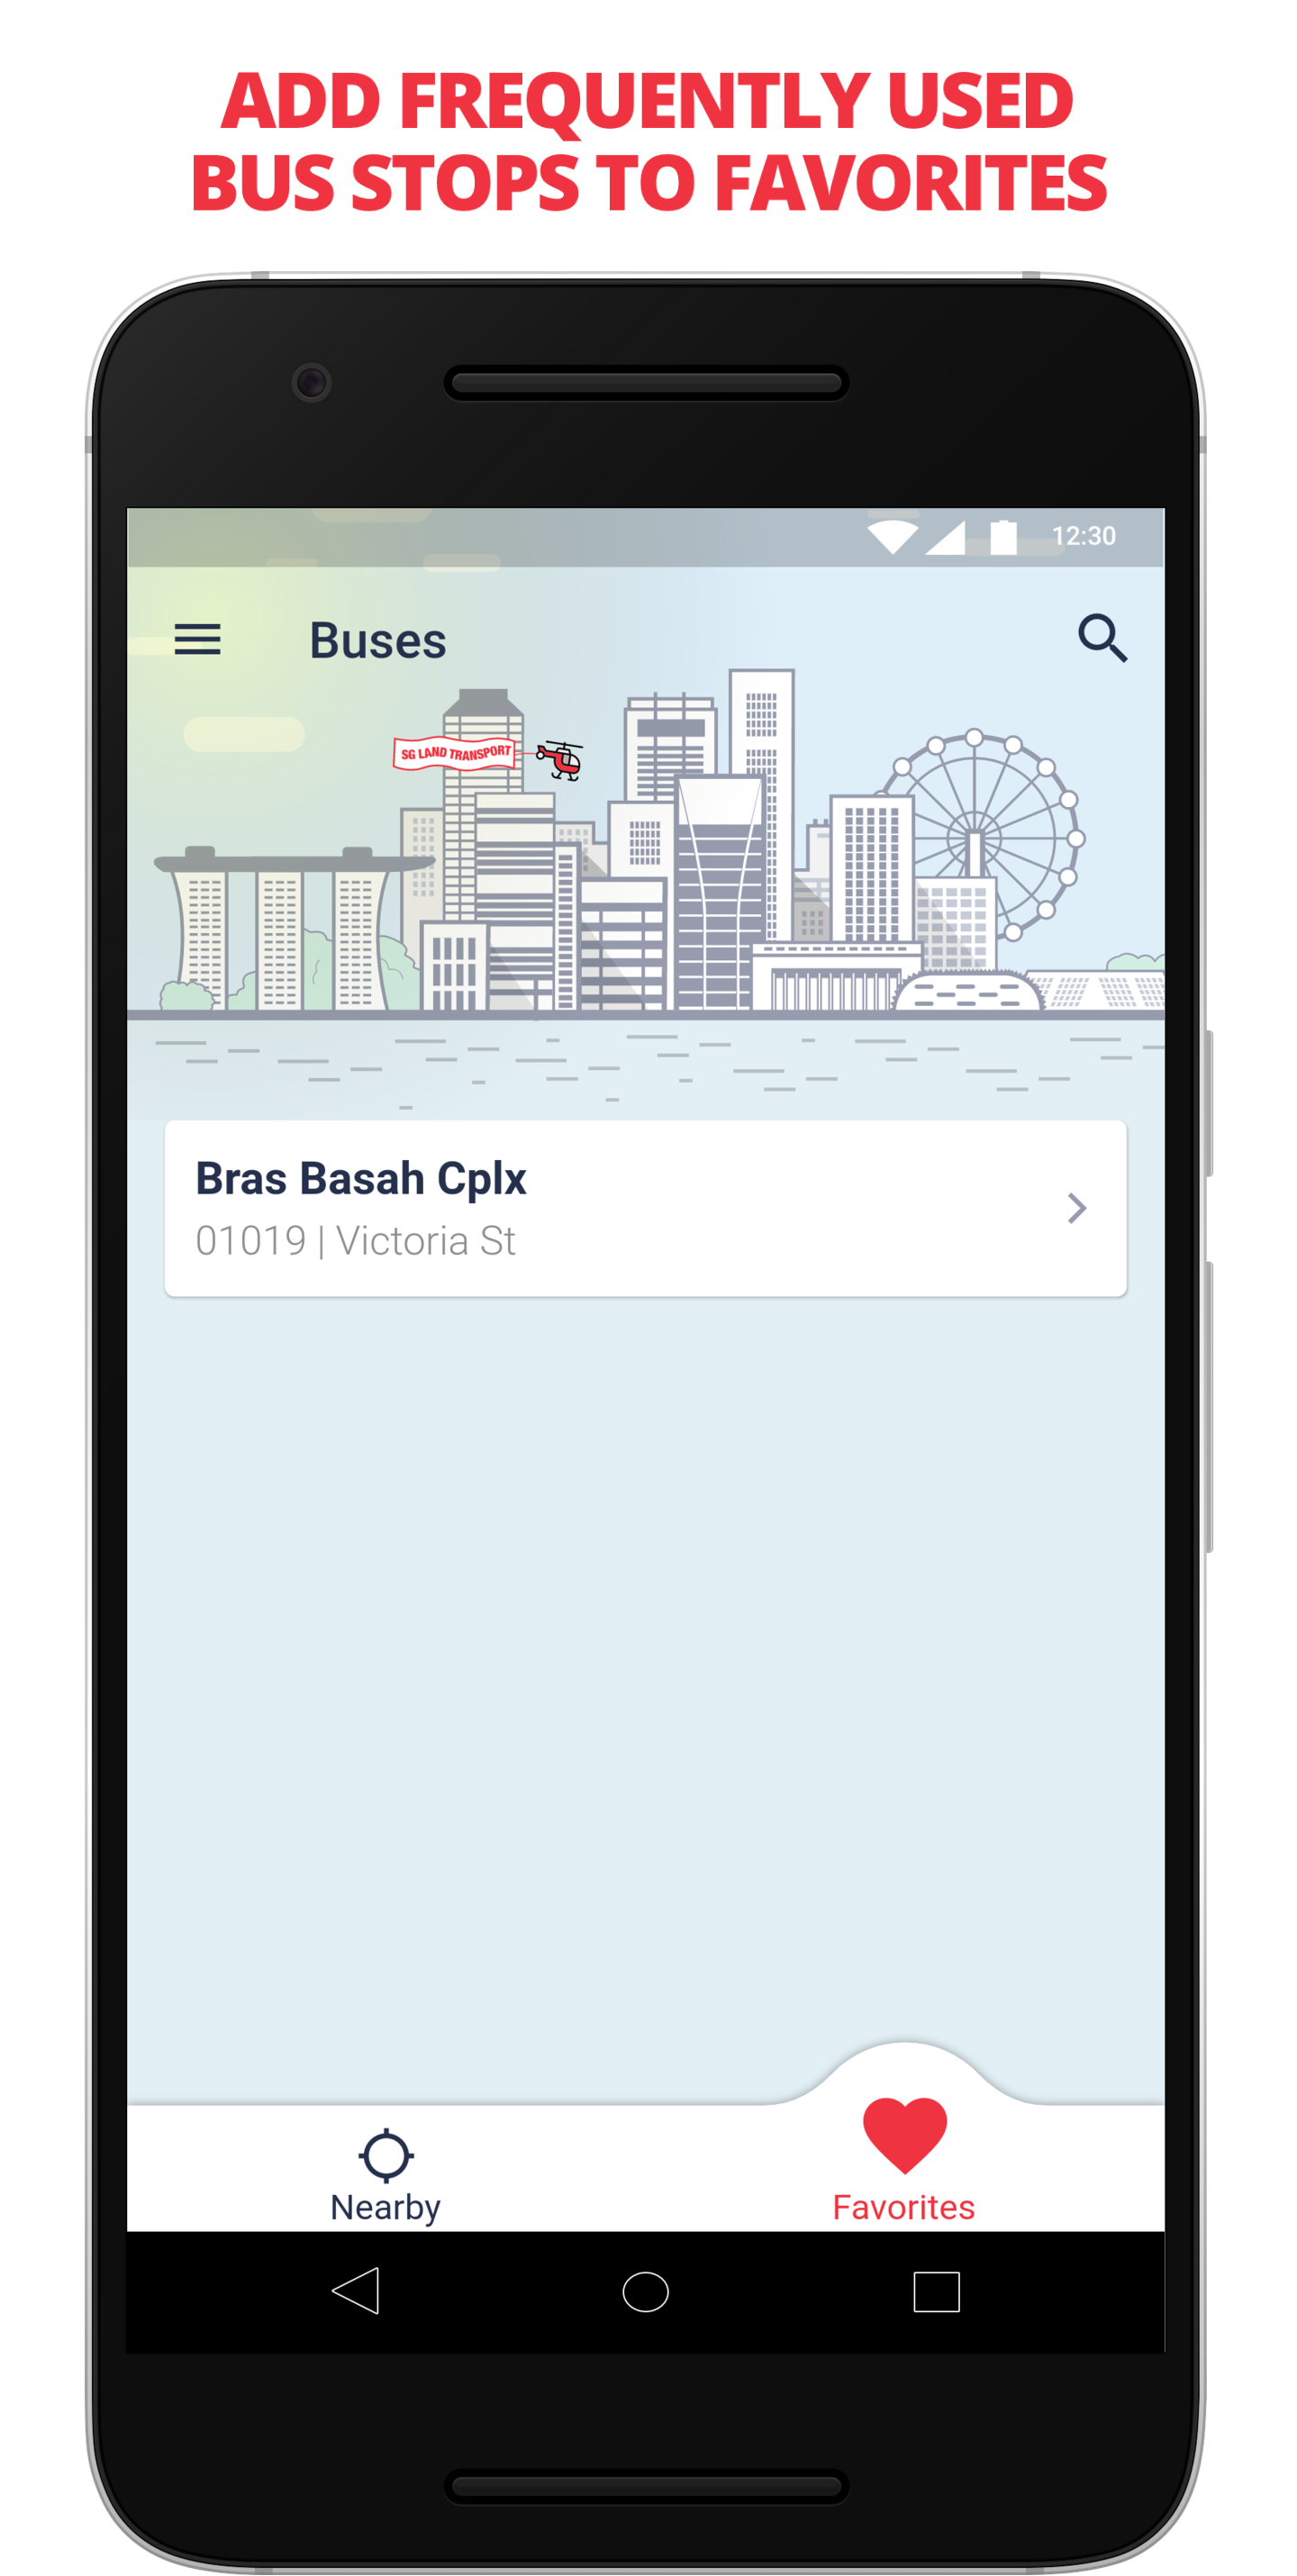 ADD FREQUENTLY USED
BUS STOPS TO FAVORITES
12:30
Buses
SG LAND TRANSPORT
Bras Basah Cplx
01019 | Victoria St
Nearby
Favorites